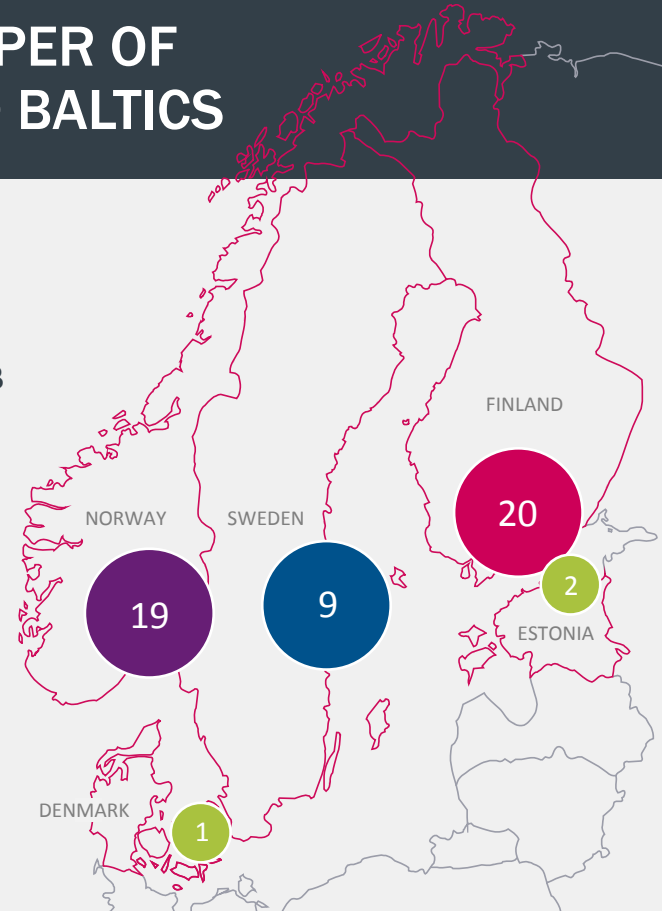 PER OF
BALTICS
FINLAND
20
NORWAY
SWEDEN
19
9
2
ESTONIA
DENMARK
1